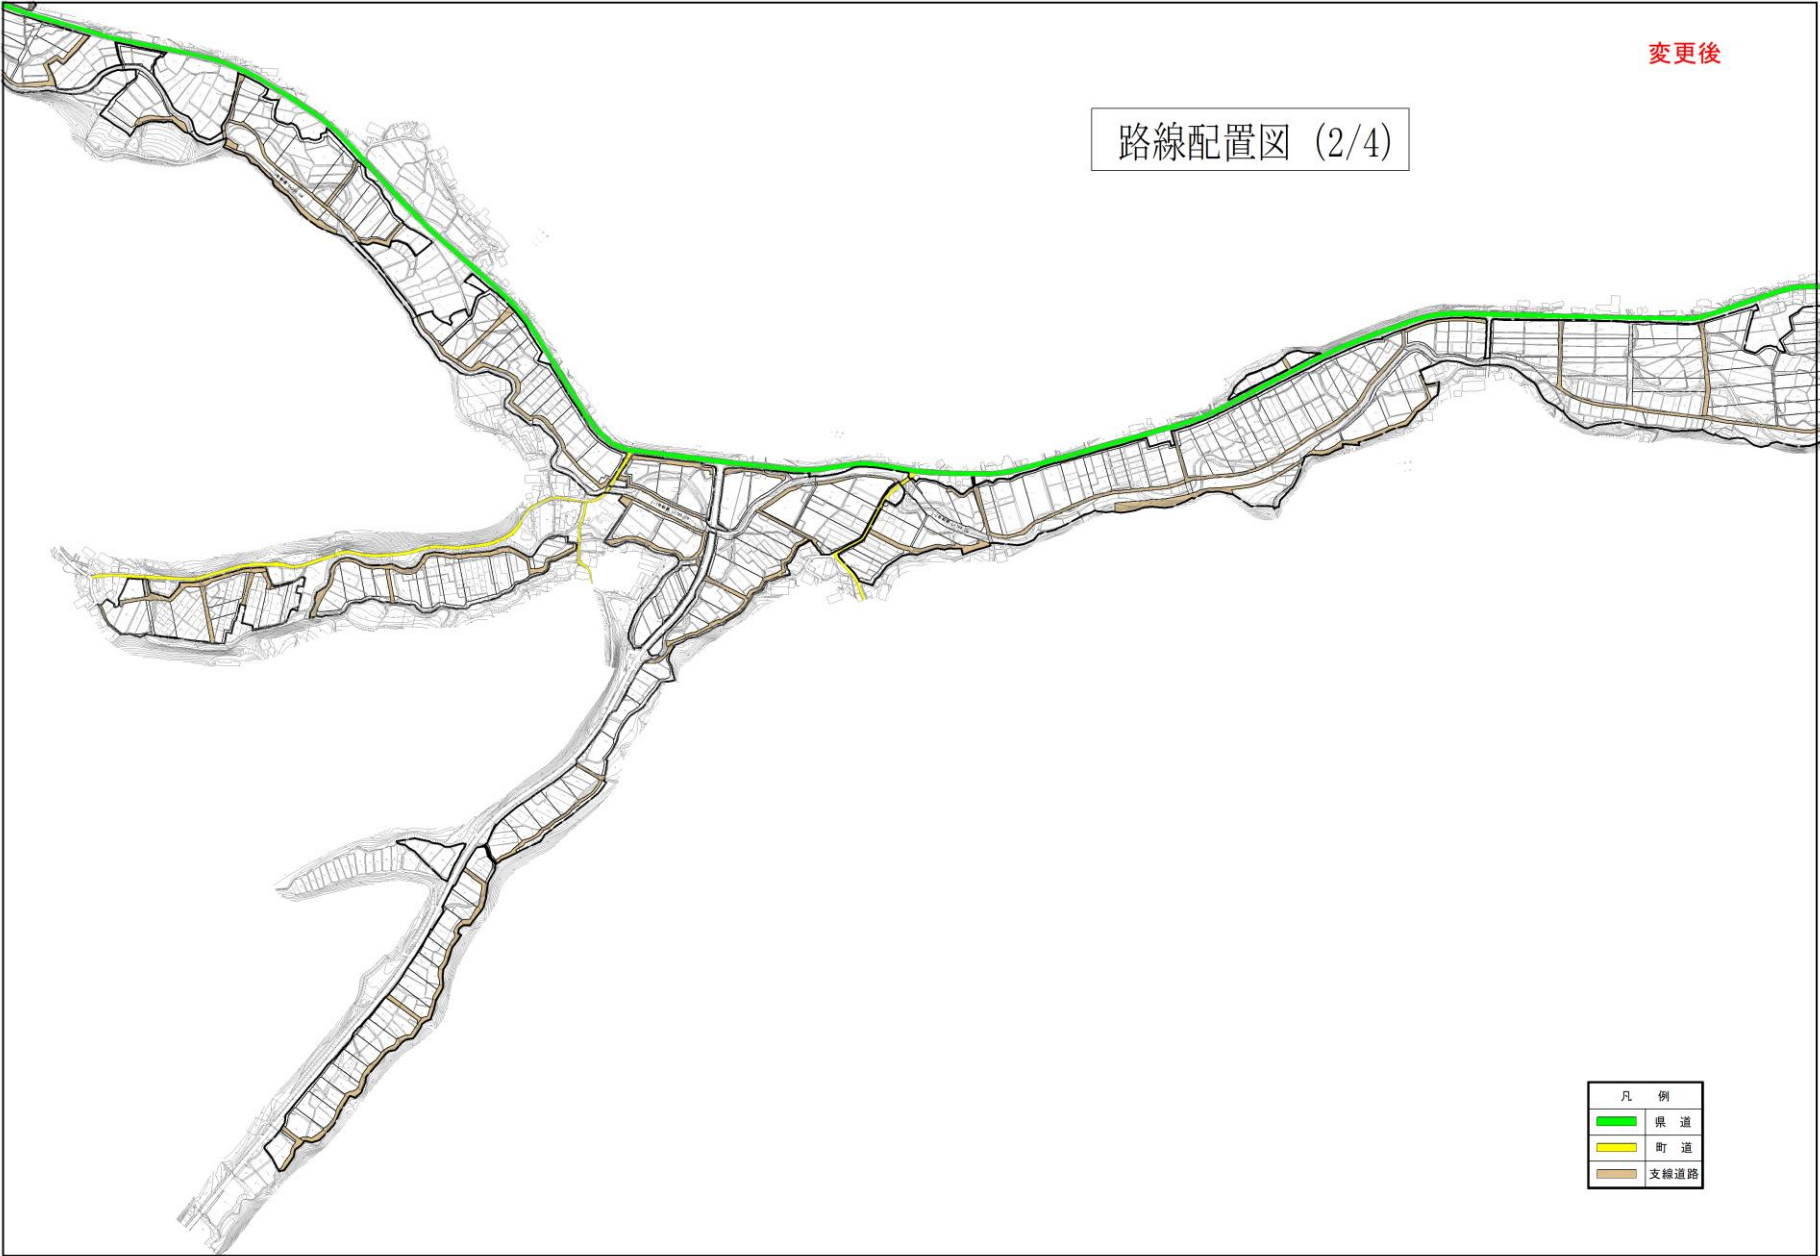 変更後
路線配置図 (2/4)
凡 例
県 道
町 道
支線道路